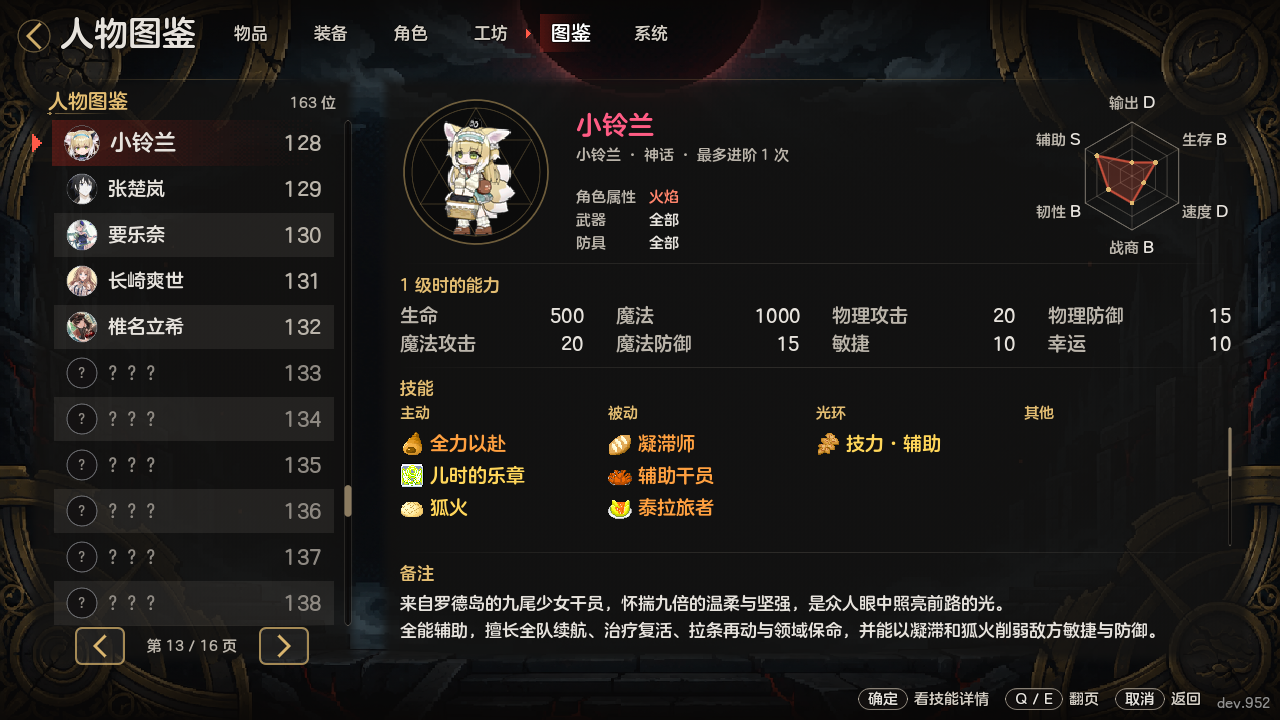 人物图鉴
物品 装备 角色 工坊 图鉴 系统
人物图鉴 163 位
小铃兰 128
张楚岚 129
要乐奈 130
长崎爽世 131
椎名立希 132
? ? ? ? 133
? ? ? ? 134
? ? ? ? 135
? ? ? ? 136
? ? ? ? 137
? ? ? ? 138
第 13 / 16 页
小铃兰
小铃兰 · 神话 · 最多进阶 1 次
角色属性 火焰
武器 全部
防具 全部
输出 D
辅助 S
生存 B
韧性 B
速度 D
战商 B
1 级时的能力
生命 500 魔法 1000 物理攻击 20 物理防御 15
魔法攻击 20 魔法防御 15 敏捷 10 幸运 10
技能
主动 被动 光环 其他
全力以赴 凝滞师 技力・辅助
儿时的乐章 辅助干员
狐火 泰拉旅者
备注
来自罗德岛的九尾少女干员，怀揣九倍的温柔与坚强，是众人眼中照亮前路的光。
全能辅助，擅长全队续航、治疗复活、拉条再动与领域保命，并能以凝滞和狐火削弱敌方敏捷与防御。
确定 看技能详情 Q / E 翻页 取消 返回 dev.952